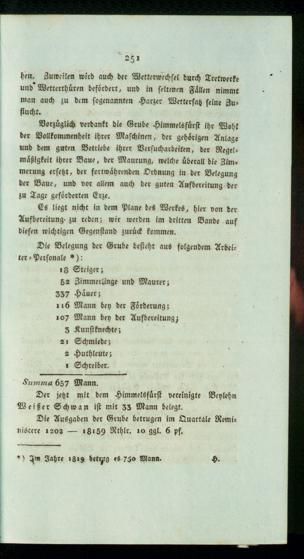 251
hen. Zuweilen wird auch der Wetterwechsel durch Tretwerke
und Wetterthüren befördert, und in seltenen Fällen nimmt
man auch zu dem sogenannten Harzer Wettersatz seine Zu-
flucht.
Vorzüglich verdankt die Grube Himmelsfürst ihr Wohl
der Vollkommenheit ihrer Maschinen, der gehörigen Anlage
und dem guten Betriebe ihrer Versucharbeiten, der Regel-
mäßigkeit ihrer Baue, der Maurung, welche überall die Zim-
merung ersetzt, der fortwährenden Ordnung in der Belegung
der Baue, und vor allem auch der guten Aufbereitung der
zu Tage geförderten Erze.
Es liegt nicht in dem Plane des Werkes, hier von der
Aufbereitung zu reden; wir werden im dritten Bande auf
diesen wichtigen Gegenstand zurück kommen.
Die Belegung der Grube besteht aus folgendem Arbei-
ter-Personale *):
18 Steiger;
52 Zimmerlinge und Maurer;
337 Häuer;
116 Mann bey der Förderung;
107 Mann bey der Aufbereitung;
3 Kunstknechte;
21 Schmiede;
2 Huthleute;
1 Schreiber.
Summa 657 Mann.
Der jetzt mit dem Himmelsfürst vereinigte Beylehn
Weißer Schwan ist mit 33 Mann belegt.
Die Ausgaben der Grube betrugen im Quartale Remi-
niscere 1202 — 18159 Rthlr. 10 ggl. 6 pf.
*) Im Jahre 1819 betrug es 750 Mann. H.